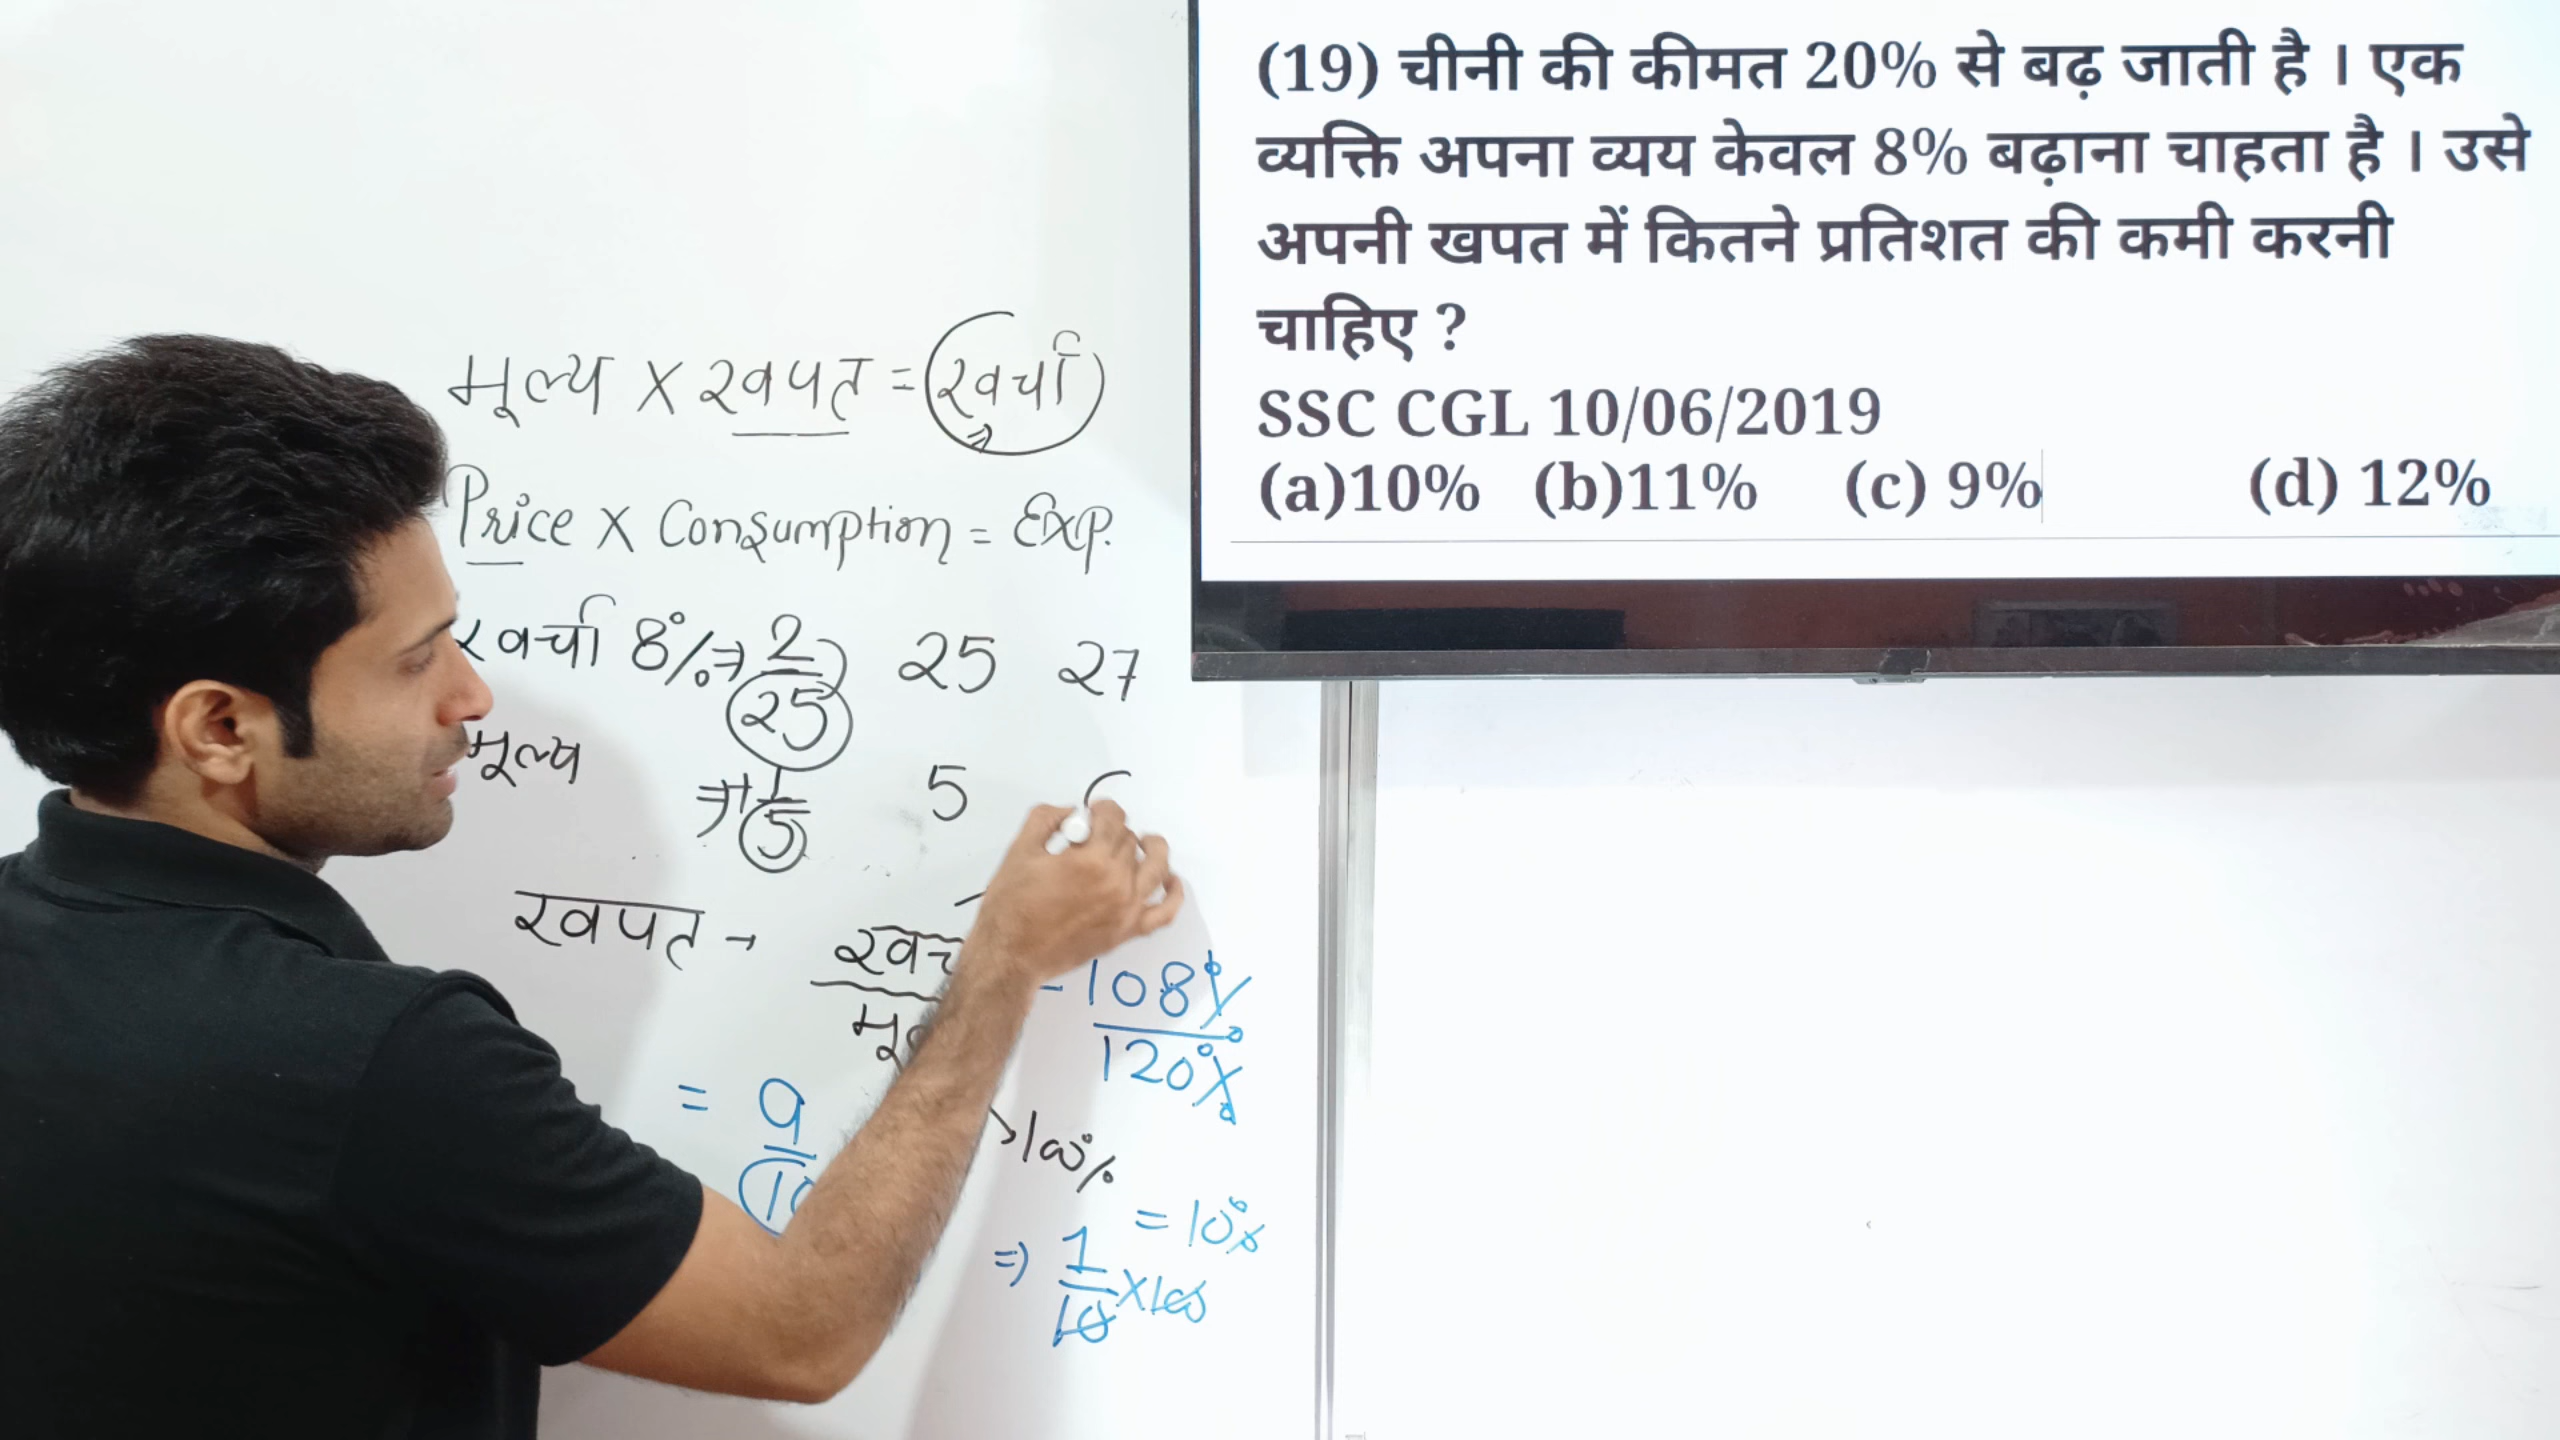 (19) चीनी की कीमत 20% से बढ़ जाती है । एक
व्यक्ति अपना व्यय केवल 8% बढ़ाना चाहता है । उसे
अपनी खपत में कितने प्रतिशत की कमी करनी
चाहिए ?
SSC CGL 10/06/2019
(a)10% (b)11% (c) 9% (d) 12%
मूल्य X खपत = खर्चा
Price X Consumption = Exp.
खर्चा 8% ⇒ 2/25 25 27
मूल्य ⇒ 1/5 5
खपत → = 108%/120%
= 9
100%
= 10%
⇒ 1/10 X 100